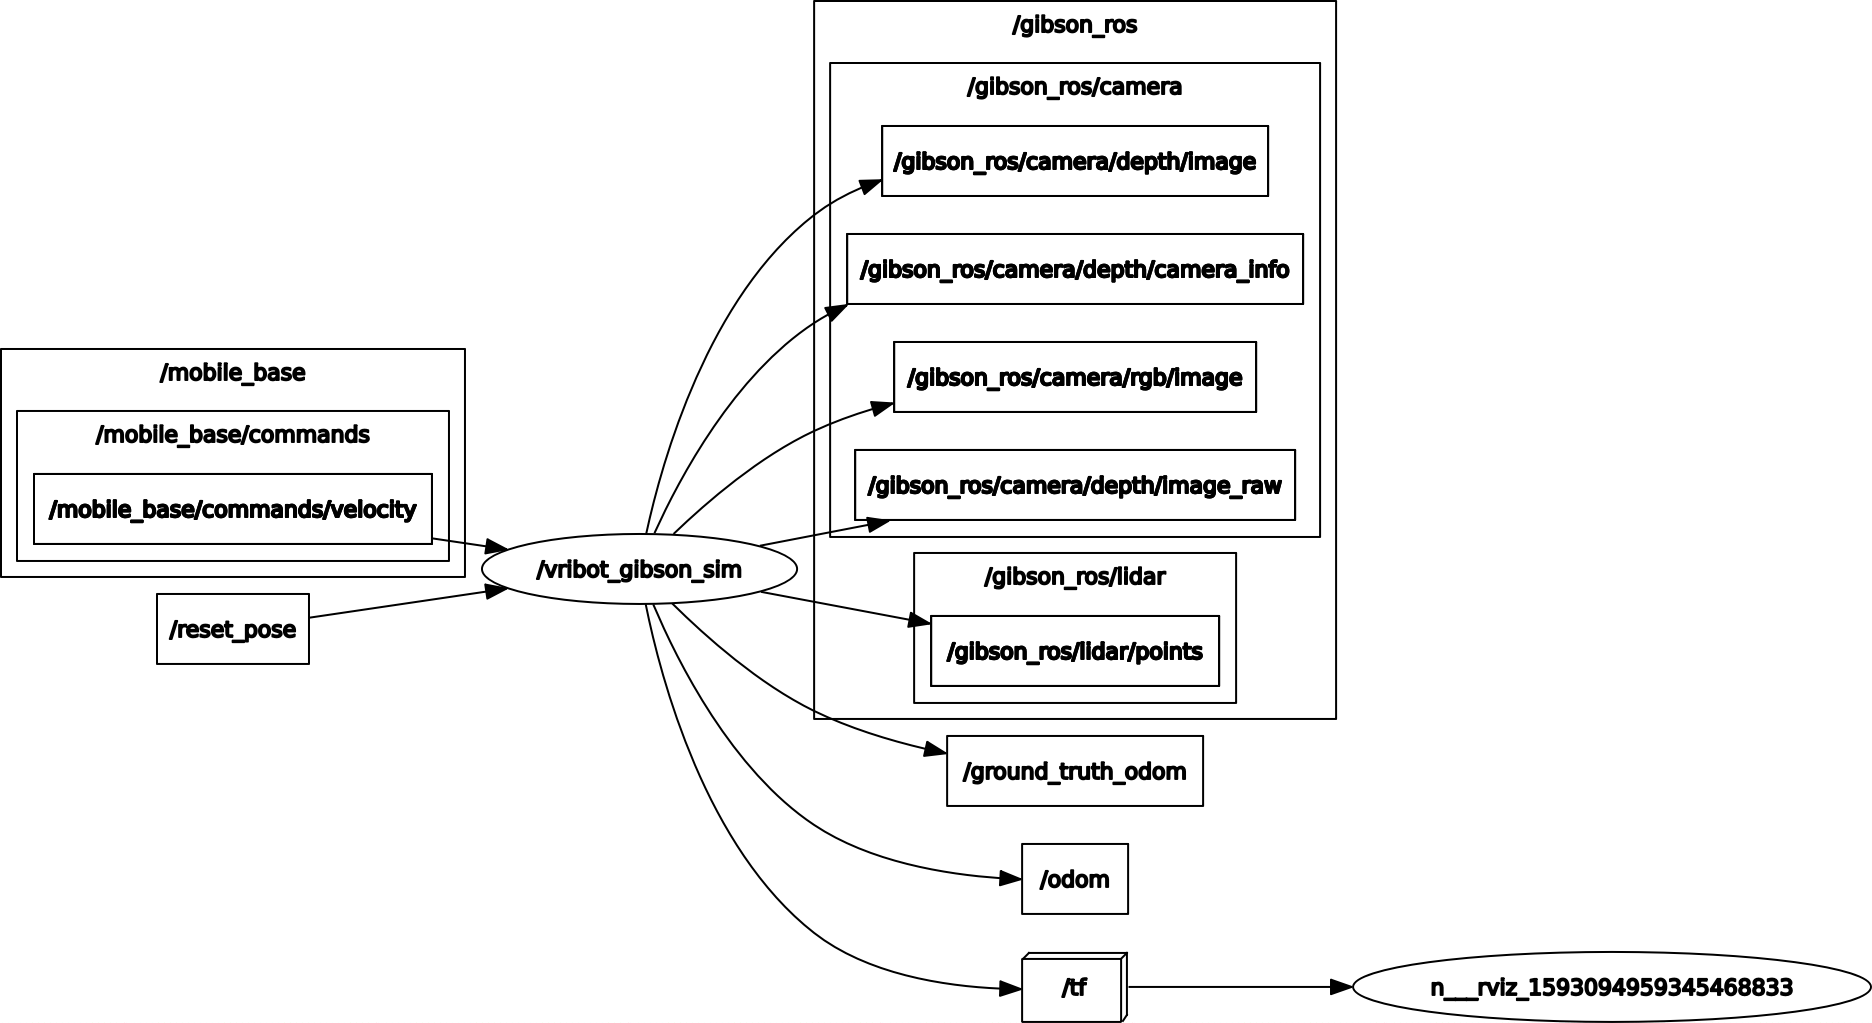 /gibson_ros
/gibson_ros/camera
/gibson_ros/camera/depth/image
/gibson_ros/camera/depth/camera_info
/mobile_base
/gibson_ros/camera/rgb/image
/mobile_base/commands
/gibson_ros/camera/depth/image_raw
/mobile_base/commands/velocity
/vribot_gibson_sim
/gibson_ros/lidar
/reset_pose
/gibson_ros/lidar/points
/ground_truth_odom
/odom
/tf
n___rviz_1593094959345468833